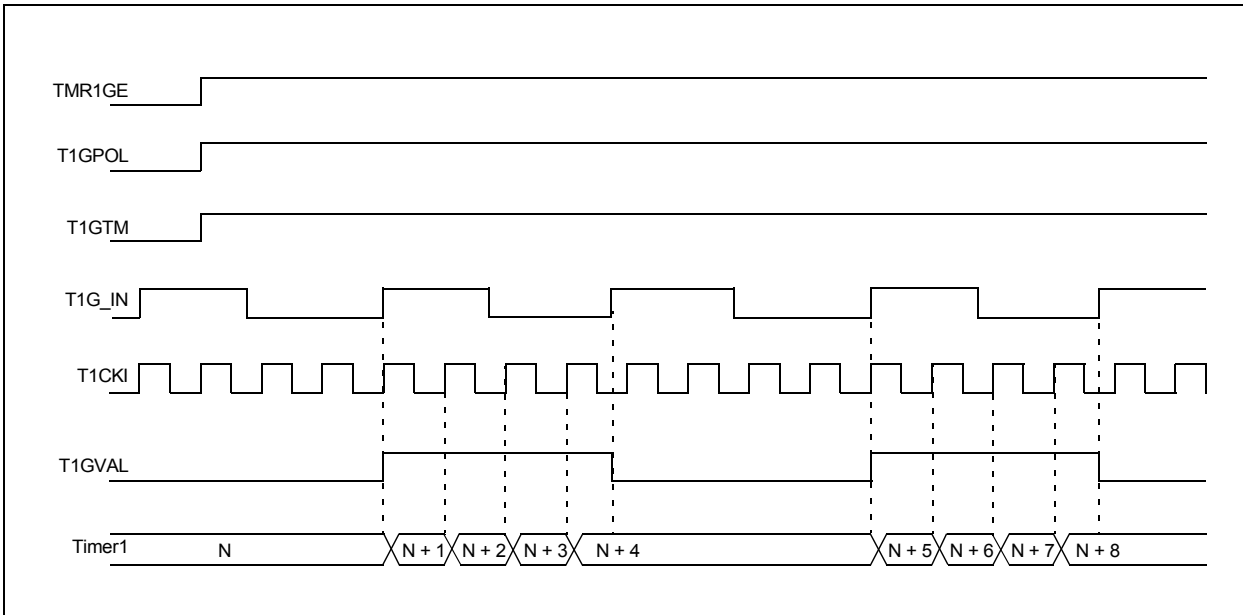 TMR1GE
T1GPOL
T1GTM
T1G_IN
T1CKI
T1GVAL
Timer1 N N + 1 N + 2 N + 3 N + 4 N + 5 N + 6 N + 7 N + 8